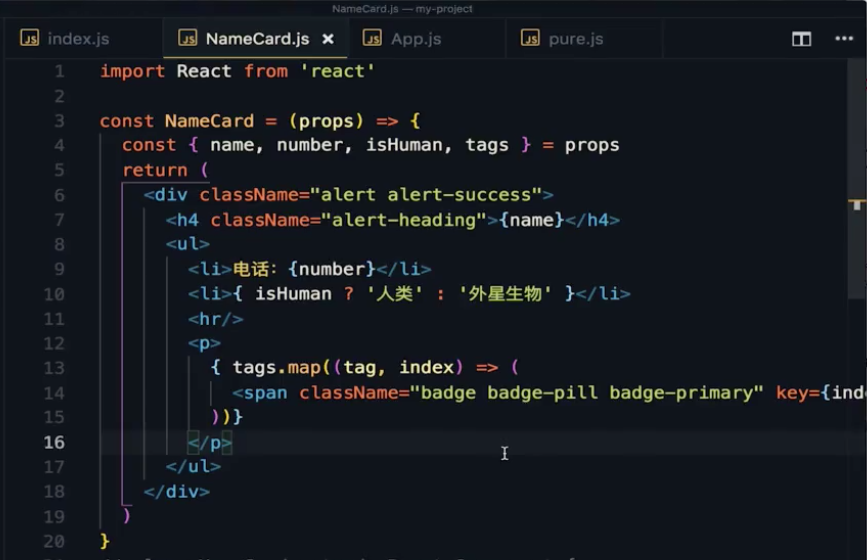 NameCard.js — my-project
JS index.js JS NameCard.js × JS App.js JS pure.js ...
1 import React from 'react'
2
3 const NameCard = (props) => {
4 const { name, number, isHuman, tags } = props
5 return (
6 <div className="alert alert-success">
7 <h4 className="alert-heading">{name}</h4>
8 <ul>
9 <li>电话: {number}</li>
10 <li>{ isHuman ? '人类' : '外星生物' }</li>
11 <hr/>
12 <p>
13 { tags.map((tag, index) => (
14 <span className="badge badge-pill badge-primary" key={ind
15 ))}
16 </p>
17 </ul>
18 </div>
19 )
20 }